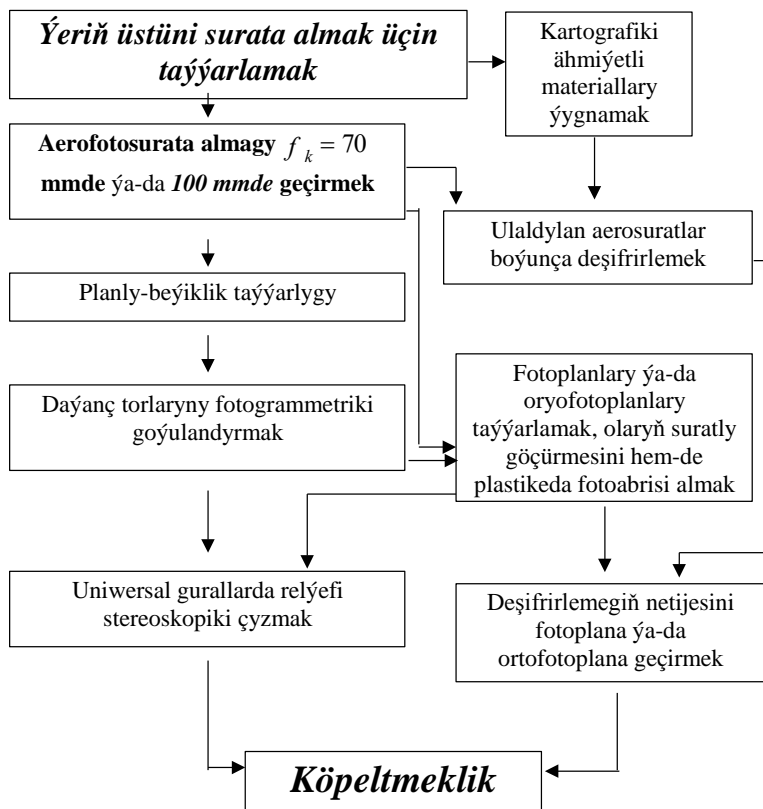 Ýeriň üstüni surata almak üçin
taýýarlamak
Kartografiki
ähmiýetli
materiallary
ýygnamak
Aerofotosurata almagy f k = 70
mmde ýa-da 100 mmde geçirmek
Ulaldylan aerosuratlar
boýunça deşifrirlemek
Planly-beýiklik taýýarlygy
Fotoplanlary ýa-da
oryofotoplanlary
taýýarlamak, olaryň suratly
göçürmesini hem-de
plastikeda fotoabrisi almak
Daýanç torlaryny fotogrammetriki
goýulandyrmak
Uniwersal gurallarda relýefi
stereoskopiki çyzmak
Deşifrirlemegiň netijesini
fotoplana ýa-da
ortofotoplana geçirmek
Köpeltmeklik